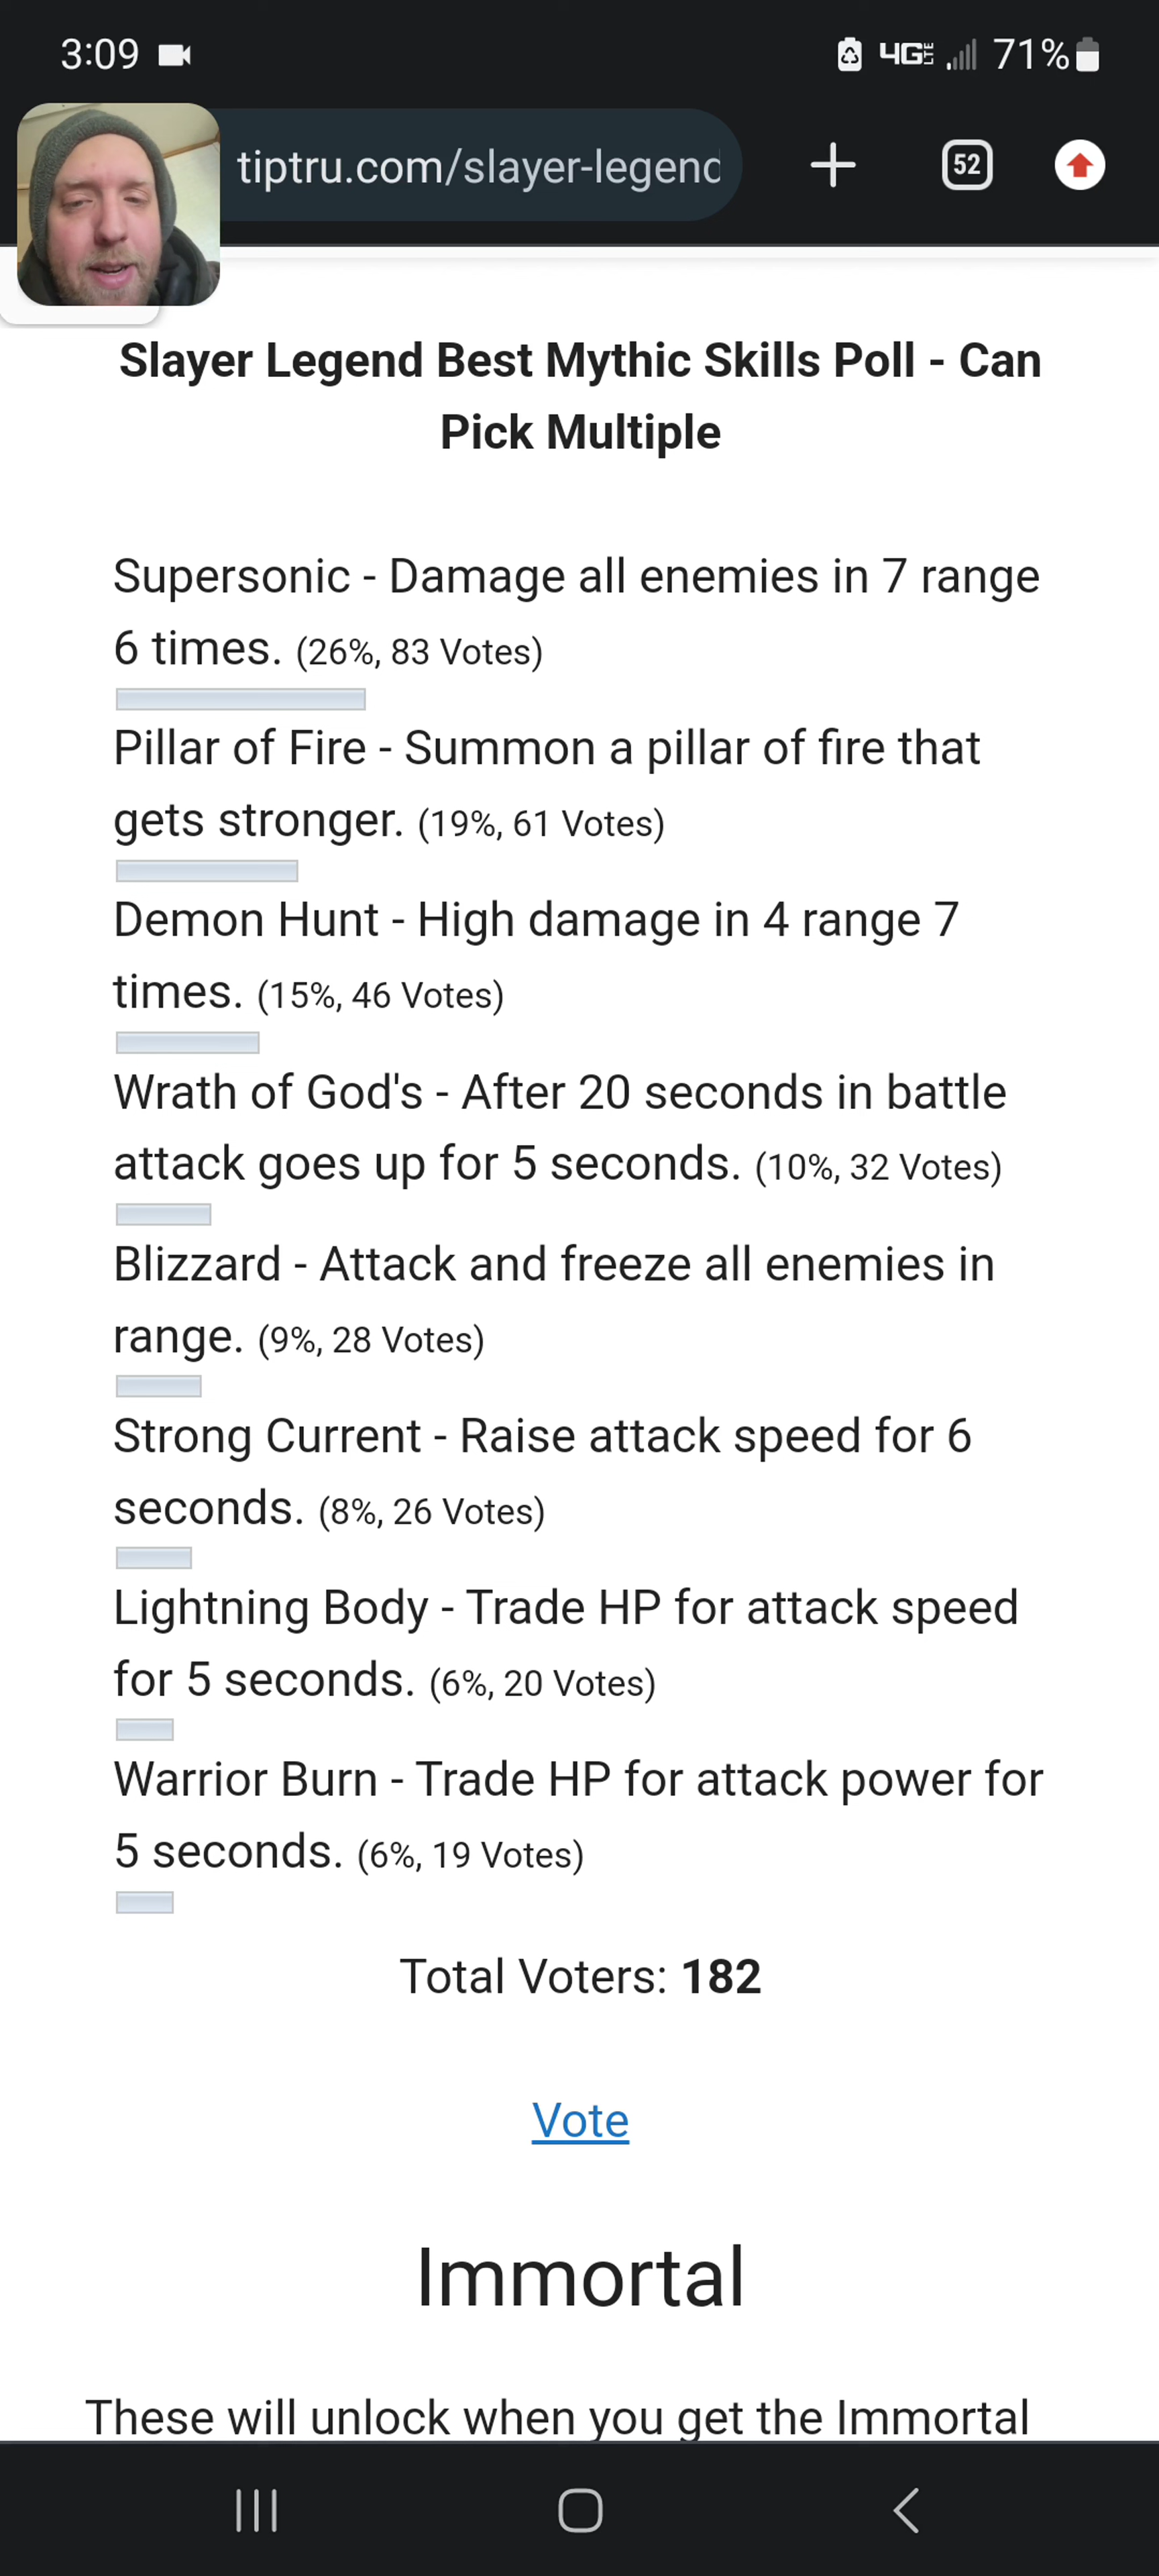 3:09 4G LTE 71%
tiptru.com/slayer-legend
52
Slayer Legend Best Mythic Skills Poll - Can
Pick Multiple
Supersonic - Damage all enemies in 7 range
6 times. (26%, 83 Votes)
Pillar of Fire - Summon a pillar of fire that
gets stronger. (19%, 61 Votes)
Demon Hunt - High damage in 4 range 7
times. (15%, 46 Votes)
Wrath of God's - After 20 seconds in battle
attack goes up for 5 seconds. (10%, 32 Votes)
Blizzard - Attack and freeze all enemies in
range. (9%, 28 Votes)
Strong Current - Raise attack speed for 6
seconds. (8%, 26 Votes)
Lightning Body - Trade HP for attack speed
for 5 seconds. (6%, 20 Votes)
Warrior Burn - Trade HP for attack power for
5 seconds. (6%, 19 Votes)
Total Voters: 182
Vote
Immortal
These will unlock when you get the Immortal